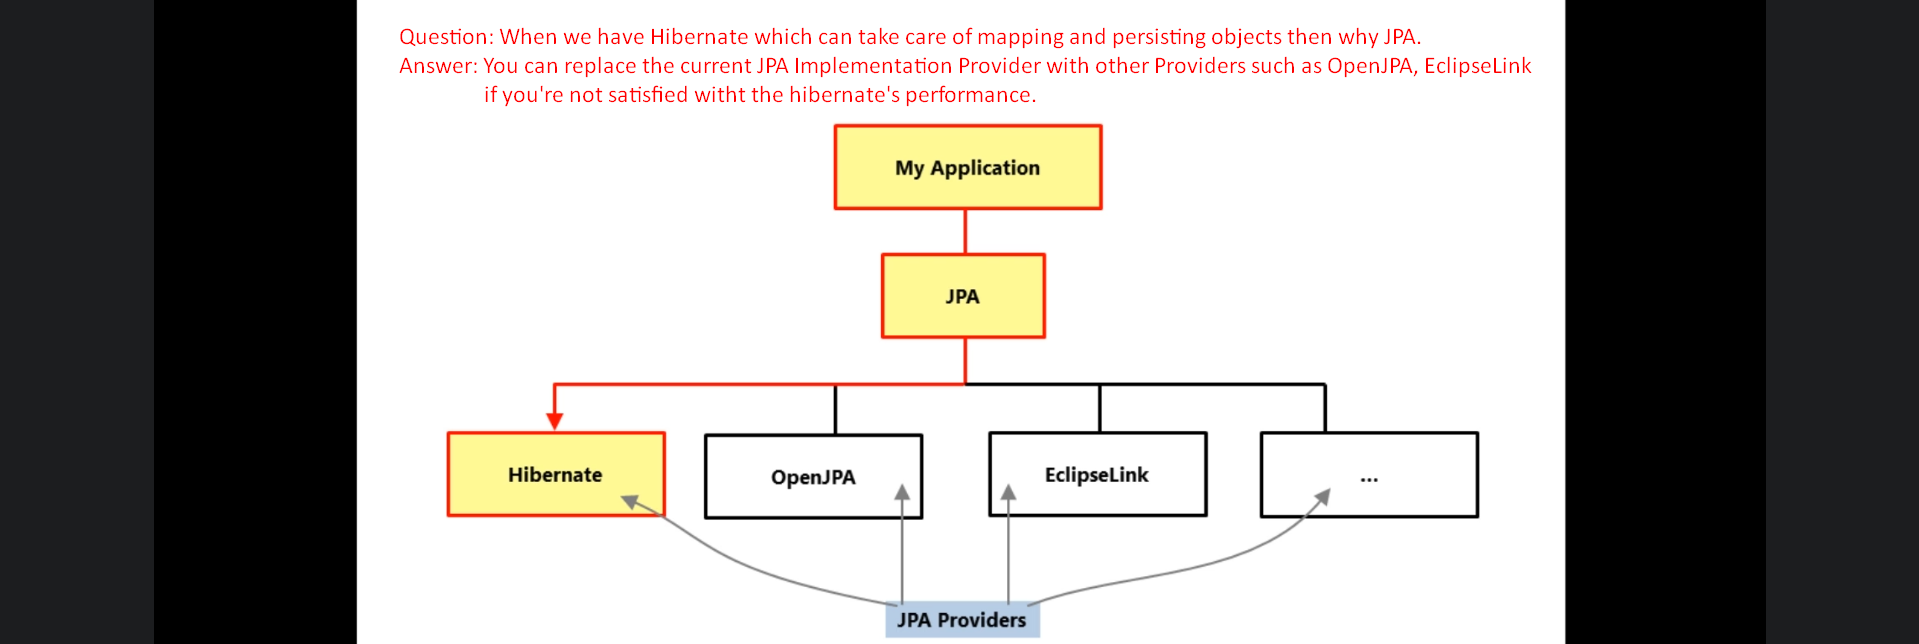 Question: When we have Hibernate which can take care of mapping and persisting objects then why JPA.
Answer: You can replace the current JPA Implementation Provider with other Providers such as OpenJPA, EclipseLink
if you're not satisfied witht the hibernate's performance.
My Application
JPA
Hibernate
OpenJPA
EclipseLink
...
JPA Providers